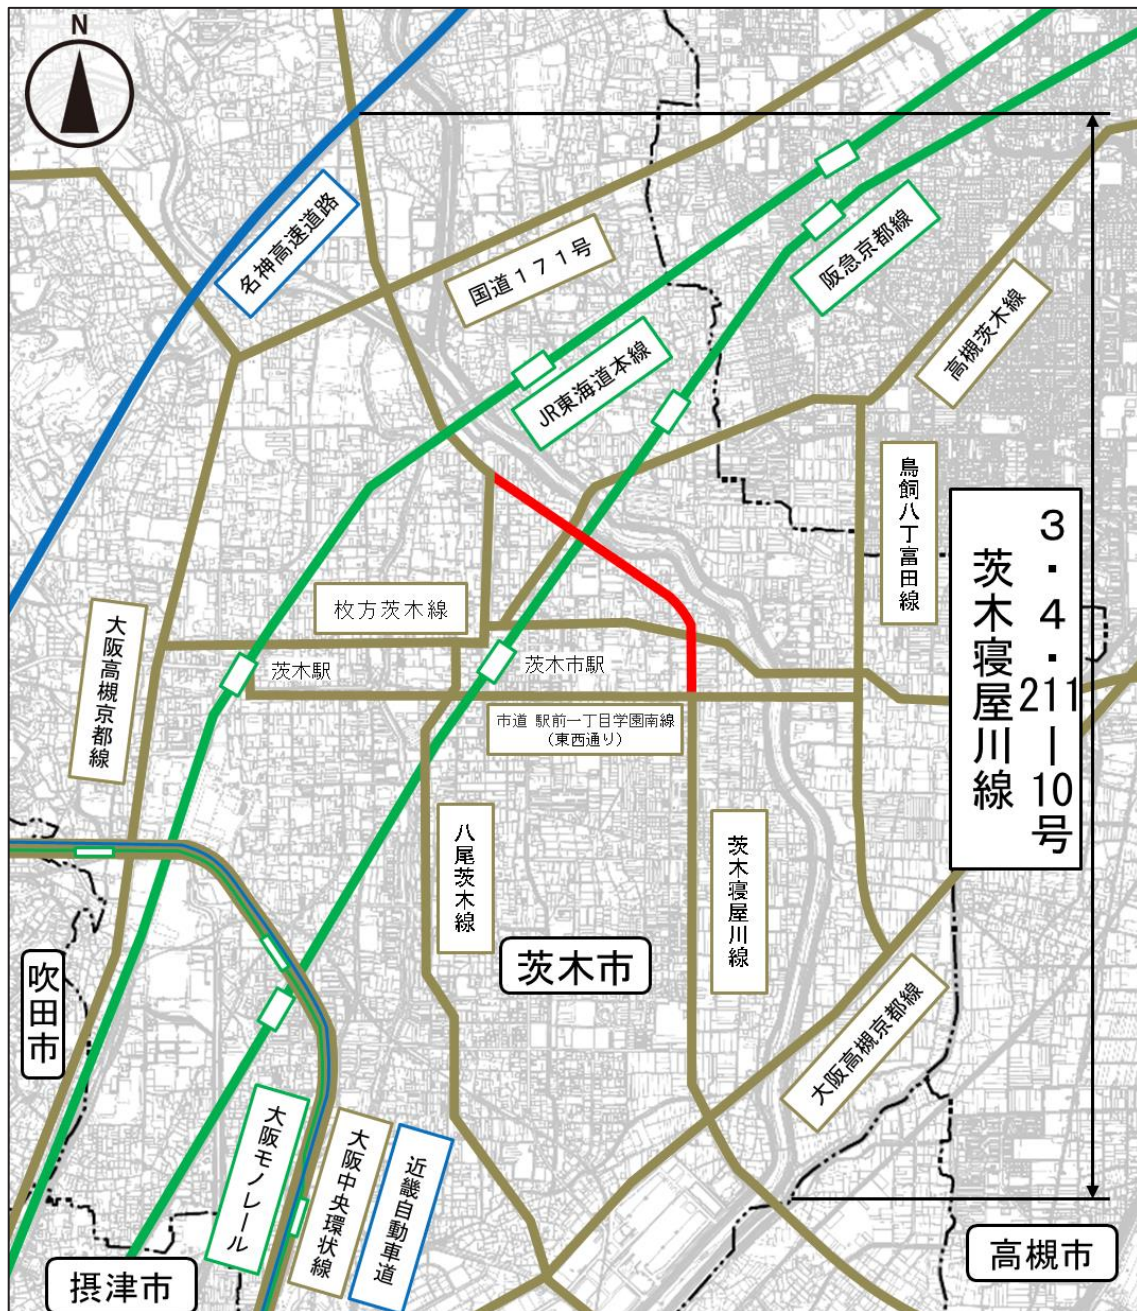 N
名神高速道路
国道171号
阪急京都線
JR東海道本線
高槻茨木線
鳥飼八丁富田線
3・4・211ー10号
茨木寝屋川線
枚方茨木線
大阪高槻京都線
茨木駅
茨木市駅
市道 駅前一丁目学園南線
(東西通り)
八尾茨木線
茨木寝屋川線
茨木市
吹田市
大阪高槻京都線
大阪モノレール
大阪中央環状線
近畿自動車道
摂津市
高槻市